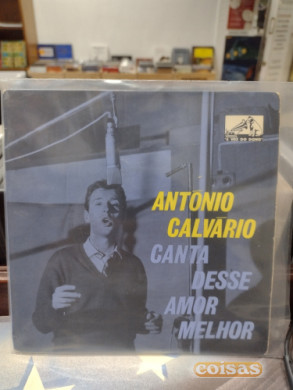 ANTÓNIO
CALVÁRIO
CANTA
DESSE
AMOR
MELHOR
coisas